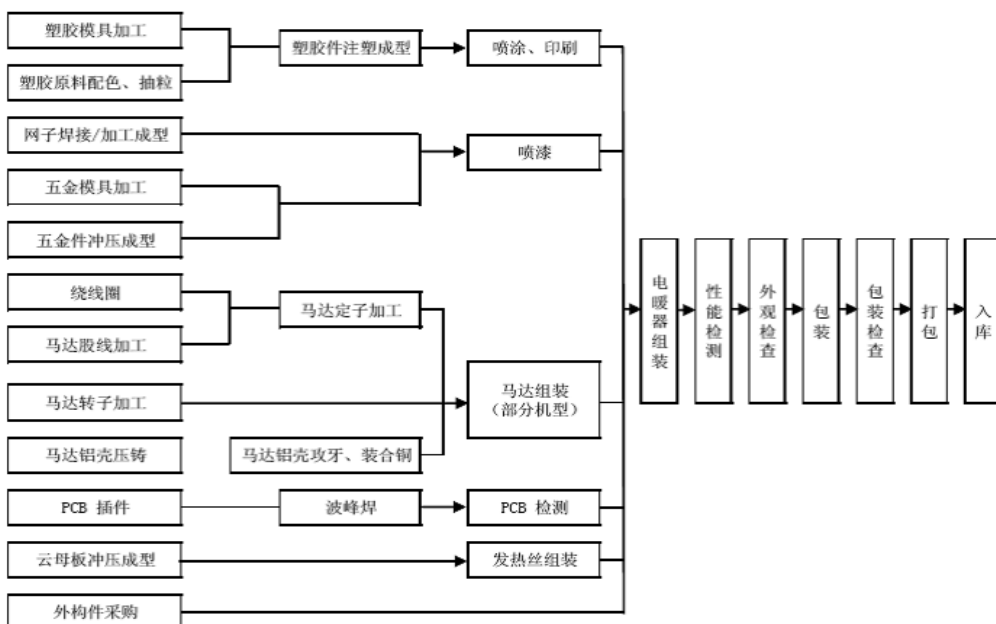 塑胶模具加工
塑胶件注塑成型
喷涂、印刷
塑胶原料配色、抽粒
网子焊接/加工成型
喷漆
五金模具加工
五金件冲压成型
绕线圈
马达定子加工
马达股线加工
马达转子加工
马达组装
（部分机型）
马达铝壳压铸
马达铝壳攻牙、装合铜
PCB 插件
波峰焊
PCB 检测
云母板冲压成型
发热丝组装
外构件采购
电暖器组装
性能检测
外观检查
包装
包装检查
打包
入库